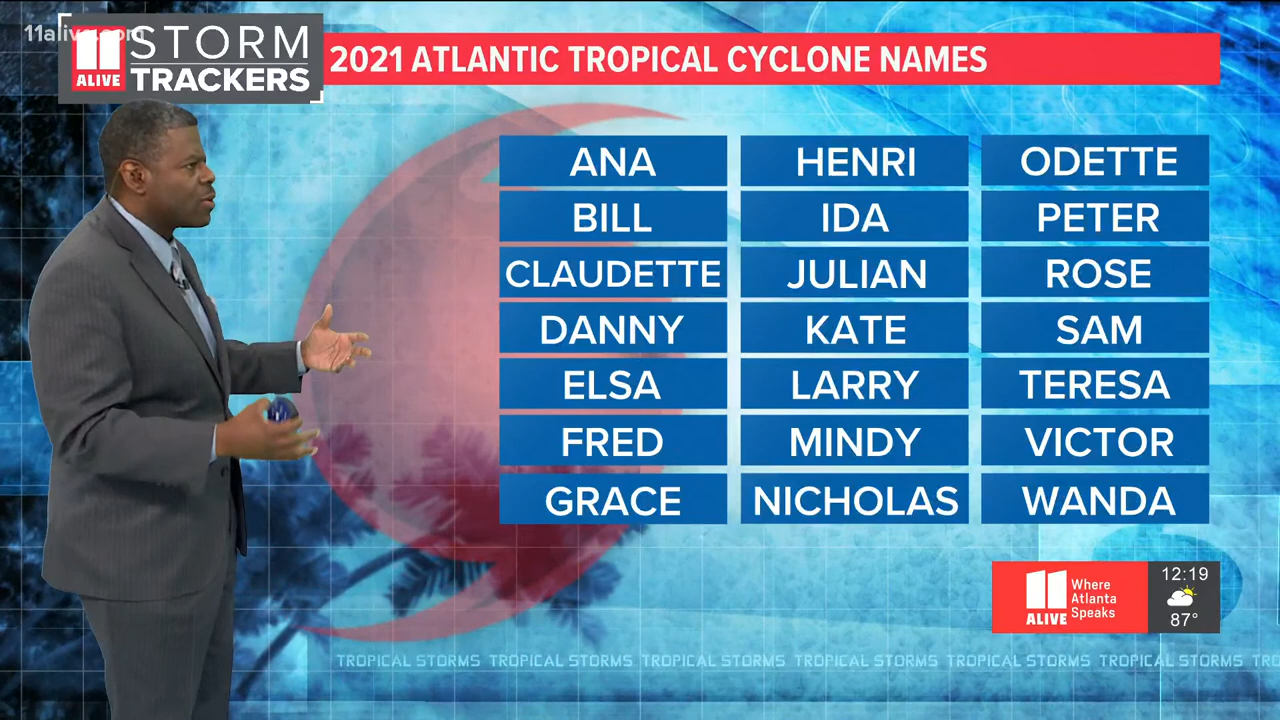 11alive.com
11 ALIVE
STORM
TRACKERS
2021 ATLANTIC TROPICAL CYCLONE NAMES
ANA
BILL
CLAUDETTE
DANNY
ELSA
FRED
GRACE
HENRI
IDA
JULIAN
KATE
LARRY
MINDY
NICHOLAS
ODETTE
PETER
ROSE
SAM
TERESA
VICTOR
WANDA
11 ALIVE
Where
Atlanta
Speaks
12:19
87°
TROPICAL STORMS TROPICAL STORMS TROPICAL STORMS TROPICAL STORMS TROPICAL STORMS TROPICAL STORMS TRO